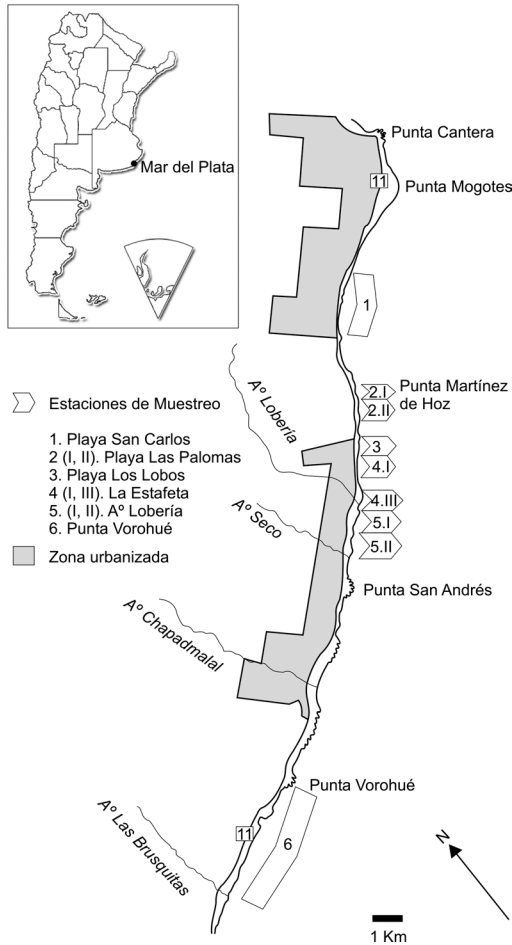 Mar del Plata
Punta Cantera
11
Punta Mogotes
1
2.I
2.II
Punta Martínez
de Hoz
3
4.I
4.III
5.I
5.II
Aº Lobería
Estaciones de Muestreo
1. Playa San Carlos
2 (I, II). Playa Las Palomas
3. Playa Los Lobos
4 (I, III). La Estafeta
5. (I, II). Aº Lobería
6. Punta Vorohué
Zona urbanizada
Aº Seco
Punta San Andrés
Aº Chapadmalal
Punta Vorohué
11
6
Aº Las Brusquitas
N
1 Km